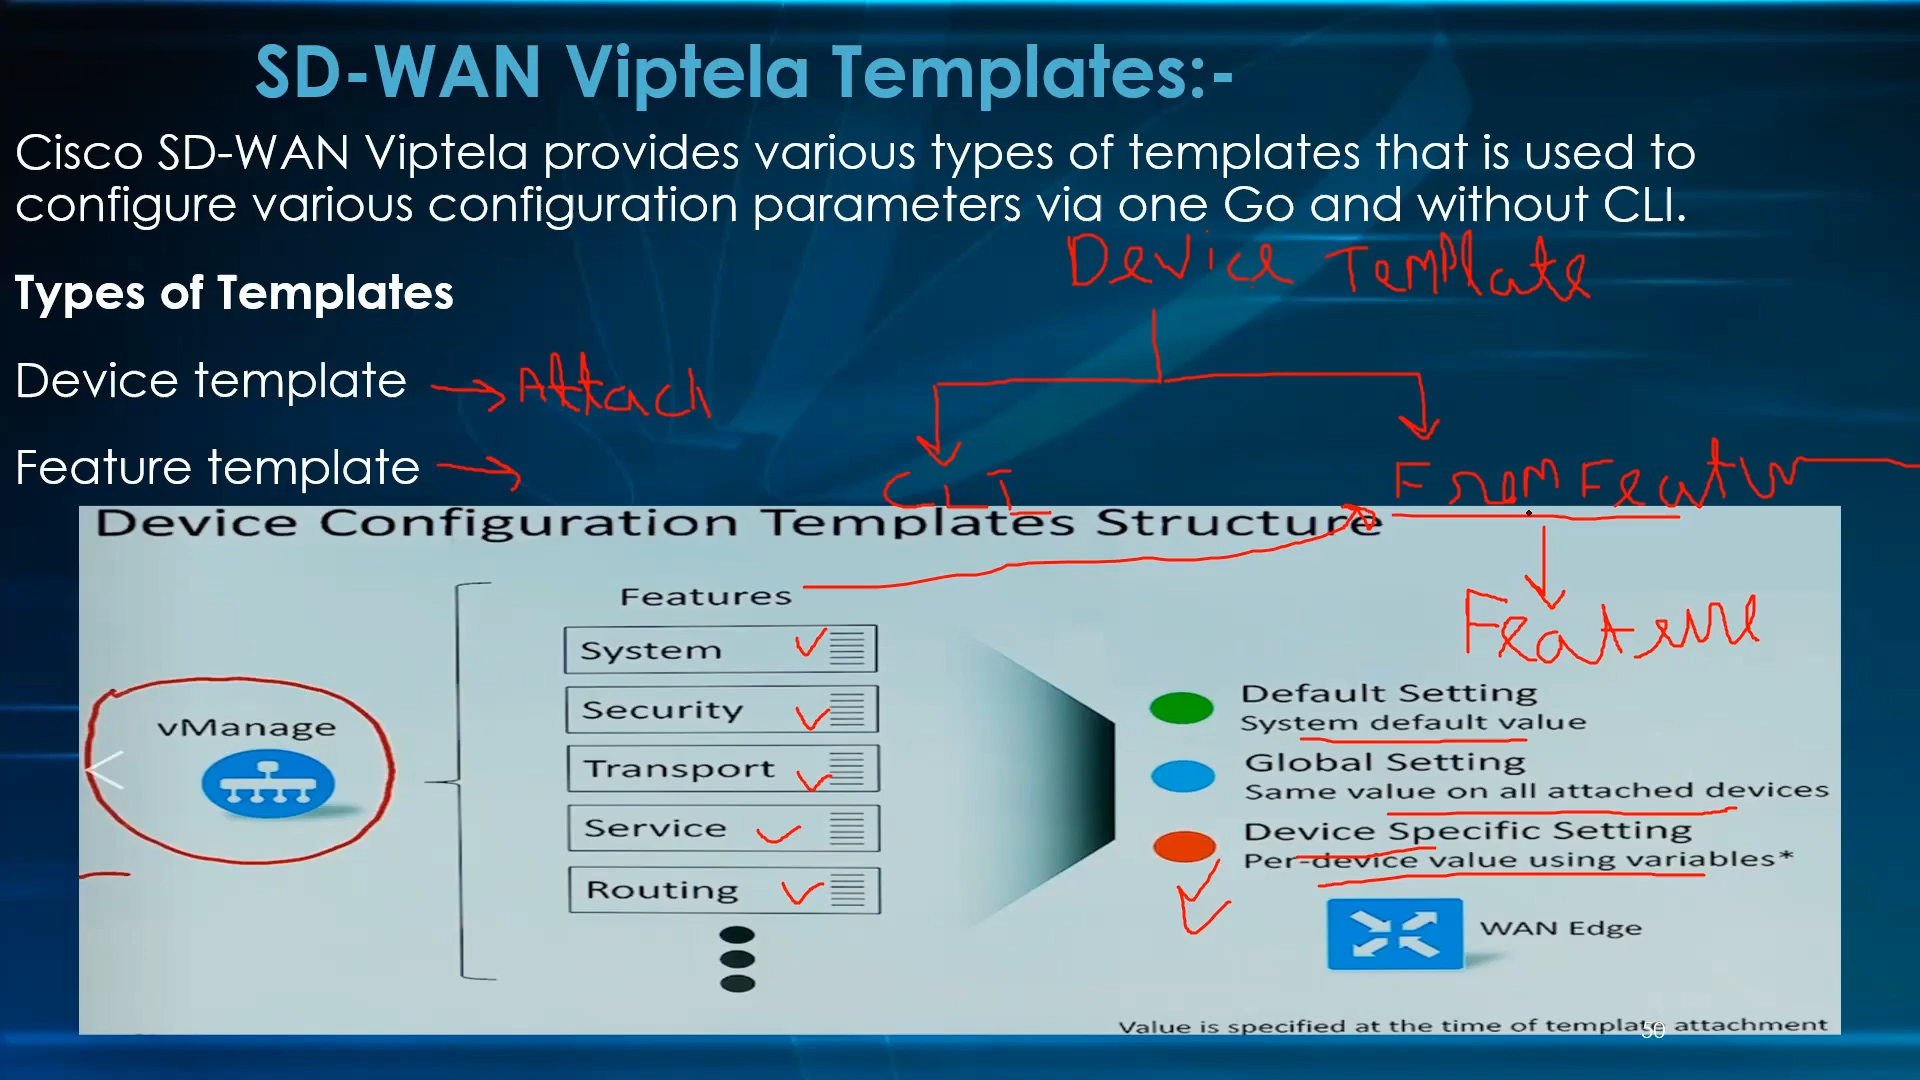 SD-WAN Viptela Templates:-
Cisco SD-WAN Viptela provides various types of templates that is used to
configure various configuration parameters via one Go and without CLI.
Device Template
Types of Templates
Device template → Attach
Feature template →
CLI
From Featur
Device Configuration Templates Structure
Features
Feature
System
Security
Transport
Service
Routing
vManage
Default Setting
System default value
Global Setting
Same value on all attached devices
Device Specific Setting
Per-device value using variables*
WAN Edge
Value is specified at the time of template attachment
50